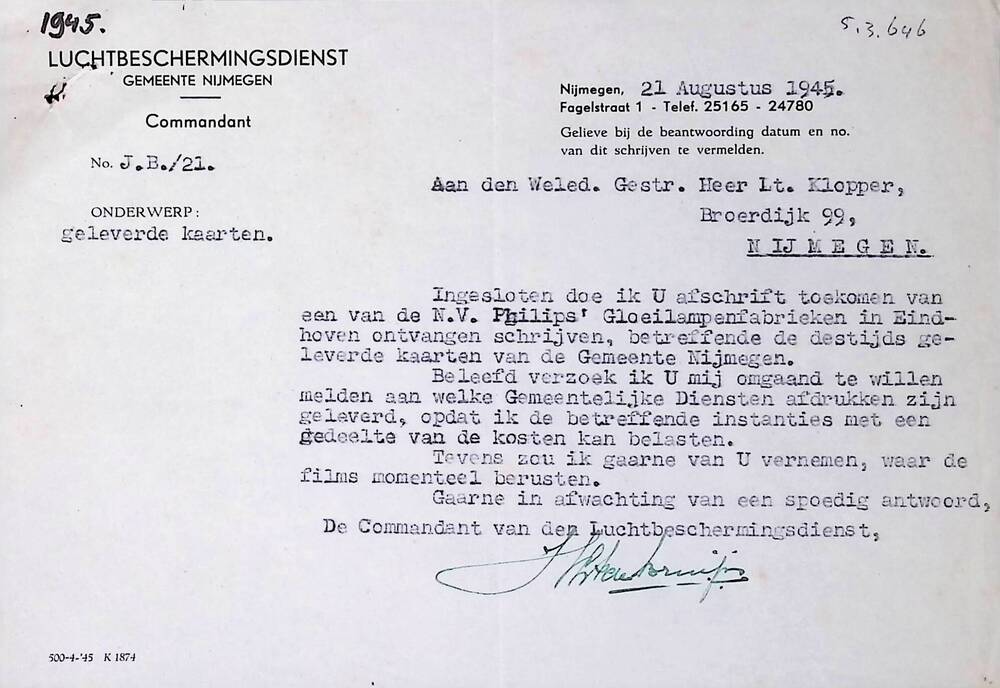 1945.
5.3.646
LUCHTBESCHERMINGSDIENST
GEMEENTE NIJMEGEN
Commandant
No. J.B./21.
ONDERWERP:
geleverde kaarten.
Nijmegen, 21 Augustus 1945.
Fagelstraat 1 - Telef. 25165 - 24780
Gelieve bij de beantwoording datum en no.
van dit schrijven te vermelden.
Aan den Weled. Gestr. Heer Lt. Klopper,
Broerdijk 99,
N IJ M E G E N.
Ingesloten doe ik U afschrift toekomen van
een van de N.V. Philips' Gloeilampenfabrieken in Eind-
hoven ontvangen schrijven, betreffende de destijds ge-
leverde kaarten van de Gemeente Nijmegen.
Beleefd verzoek ik U mij omgaand te willen
melden aan welke Gemeentelijke Diensten afdrukken zijn
geleverd, opdat ik de betreffende instanties met een
gedeelte van de kosten kan belasten.
Tevens zou ik gaarne van U vernemen, waar de
films momenteel berusten.
Gaarne in afwachting van een spoedig antwoord,
De Commandant van den Luchtbeschermingsdienst,
500-4-'45 K 1874